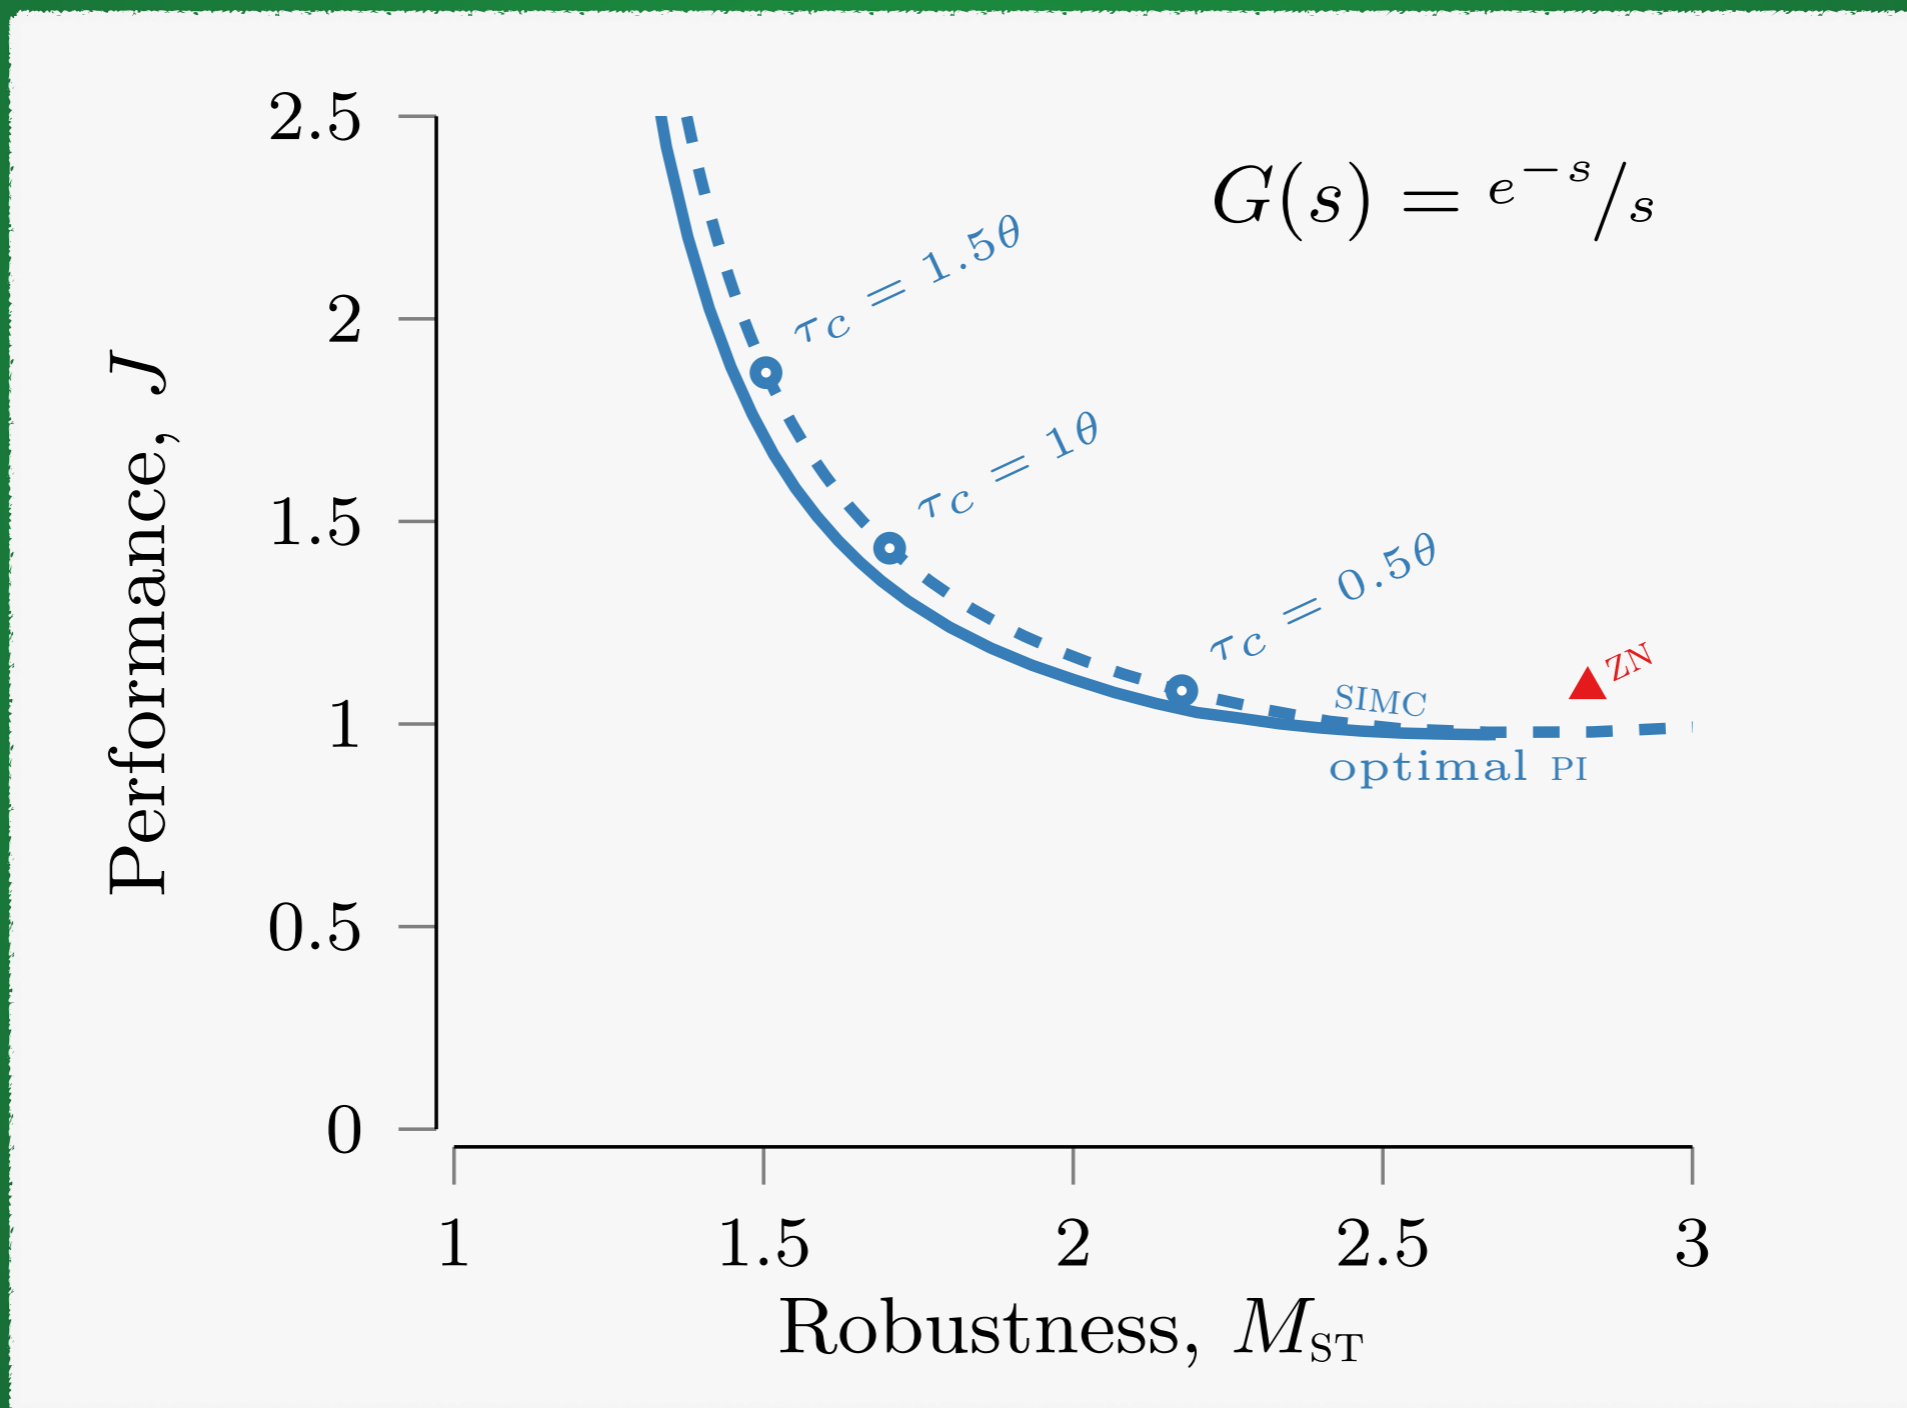 2.5
G(s) = e^{-s}/s
τc = 1.5θ
2
τc = 1θ
1.5
τc = 0.5θ
ZN
SIMC
1
optimal PI
0.5
0
Performance, J
1 1.5 2 2.5 3
Robustness, M_ST